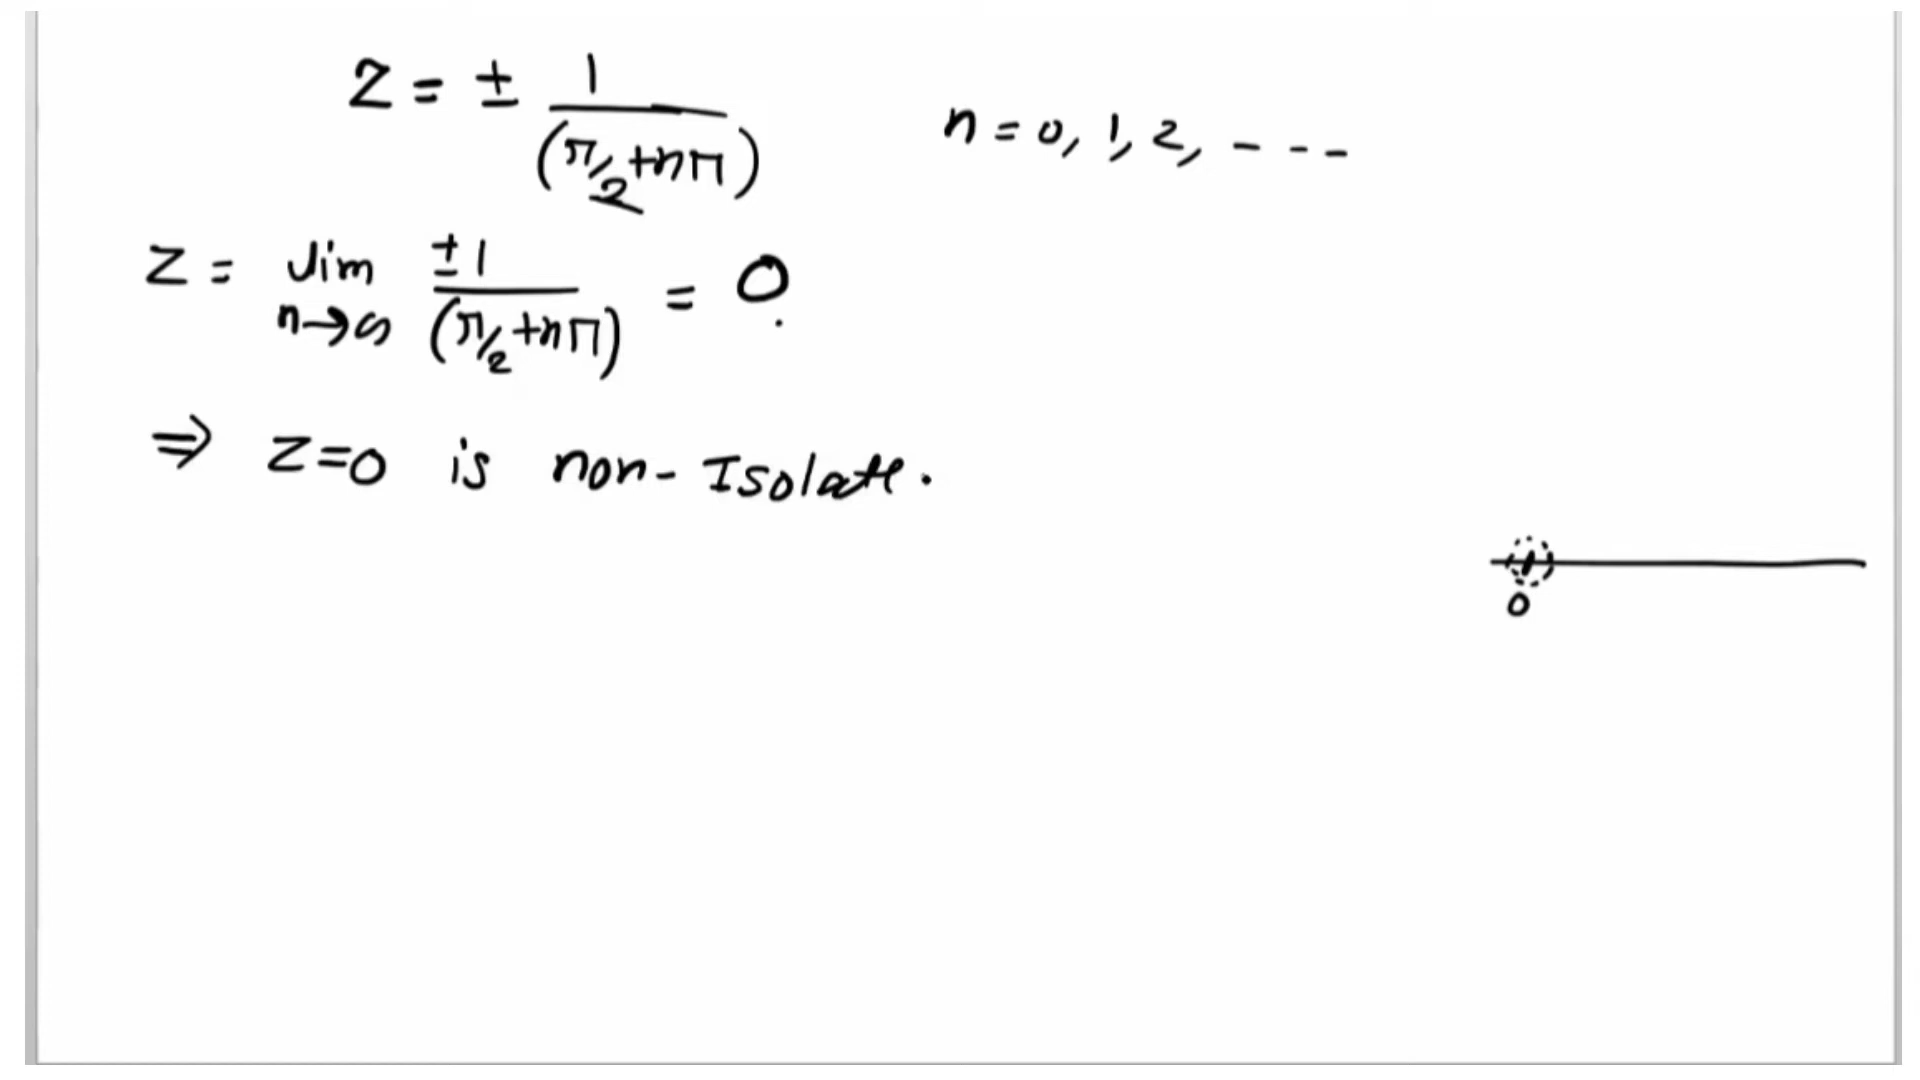 z = ± 1/(π/2 + nπ) n = 0, 1, 2, ---
z = lim n→∞ ±1/(π/2 + nπ) = 0.
⇒ z=0 is non-Isolate.
0